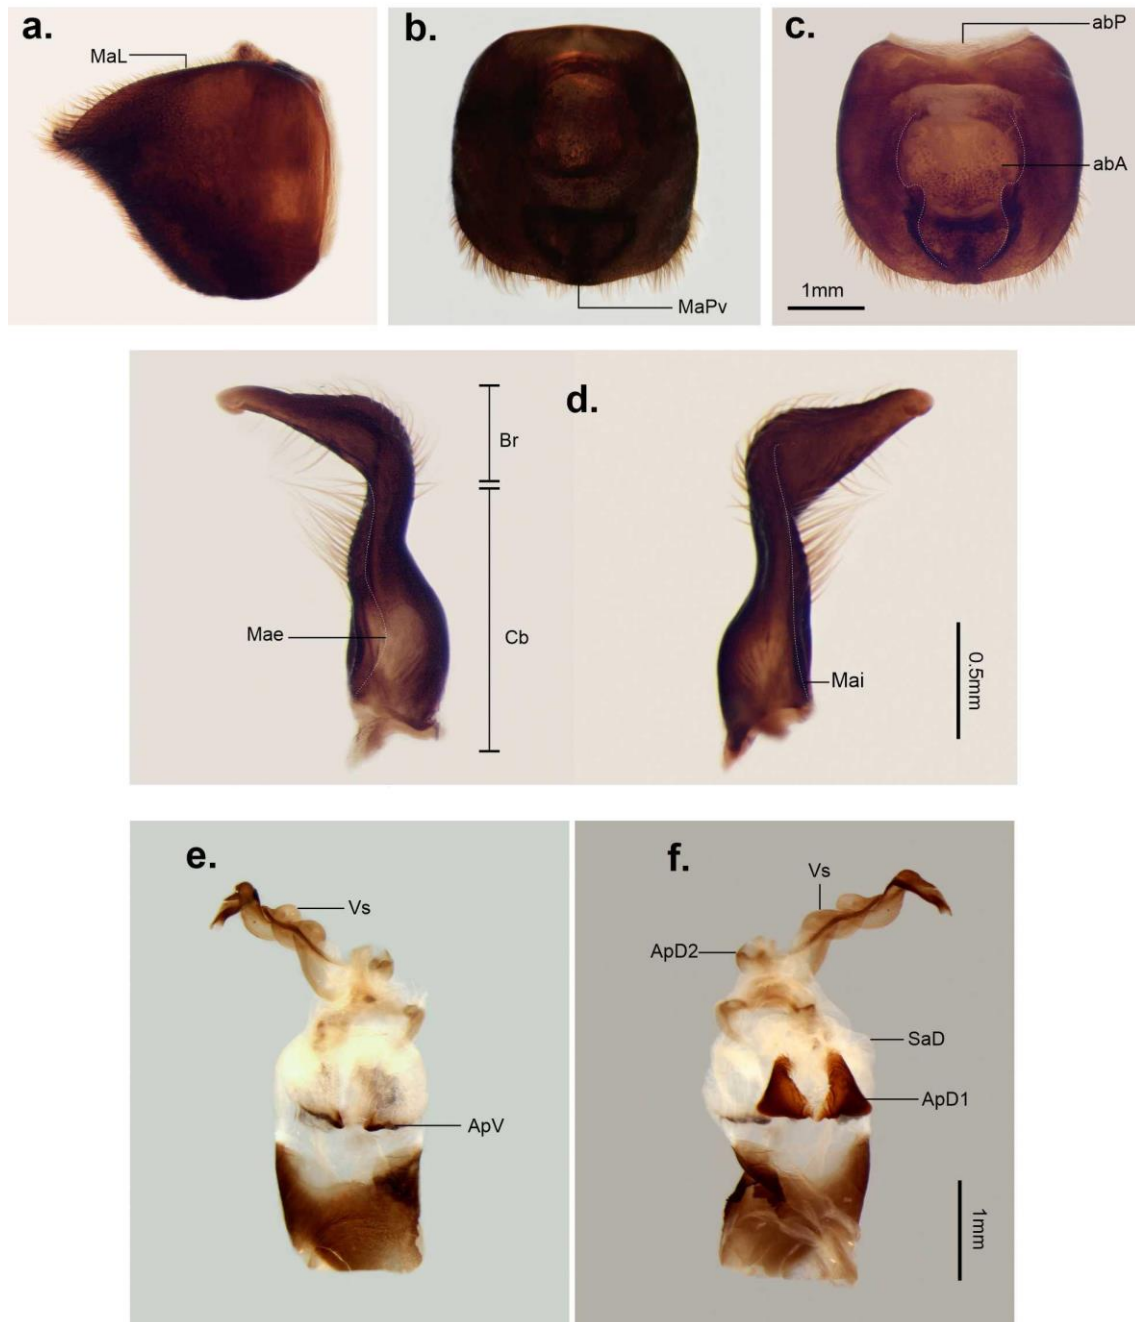 a.
MaL
b.
MaPv
c.
abP
abA
1mm
d.
Br
Cb
Mae
Mai
0.5mm
e.
Vs
ApV
f.
Vs
ApD2
SaD
ApD1
1mm